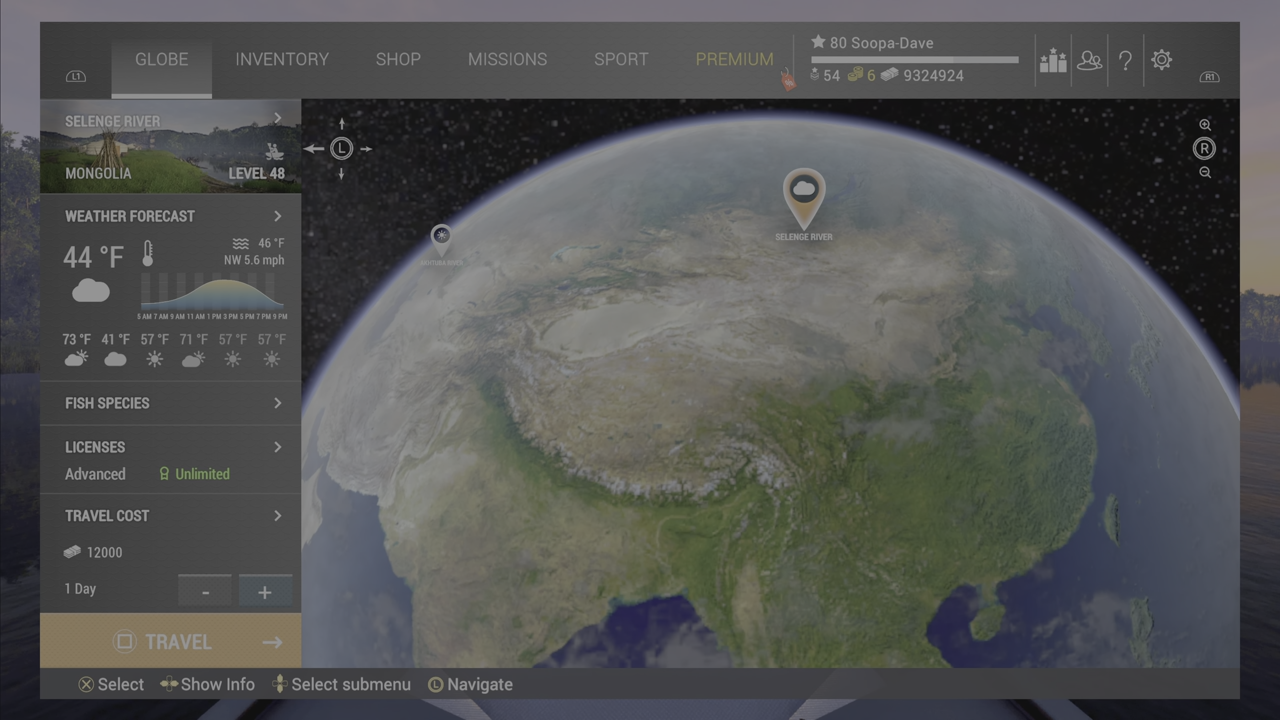 GLOBE INVENTORY SHOP MISSIONS SPORT PREMIUM
80 Soopa-Dave
54 6 9324924
L1
R1
SELENGE RIVER
MONGOLIA LEVEL 48
WEATHER FORECAST
44 °F
46 °F
NW 5.6 mph
5 AM 7 AM 9 AM 11 AM 1 PM 3 PM 5 PM 7 PM 9 PM
73 °F 41 °F 57 °F 71 °F 57 °F 57 °F
FISH SPECIES
LICENSES
Advanced Unlimited
TRAVEL COST
12000
1 Day - +
TRAVEL
L
R
SELENGE RIVER
Select Show Info Select submenu L Navigate